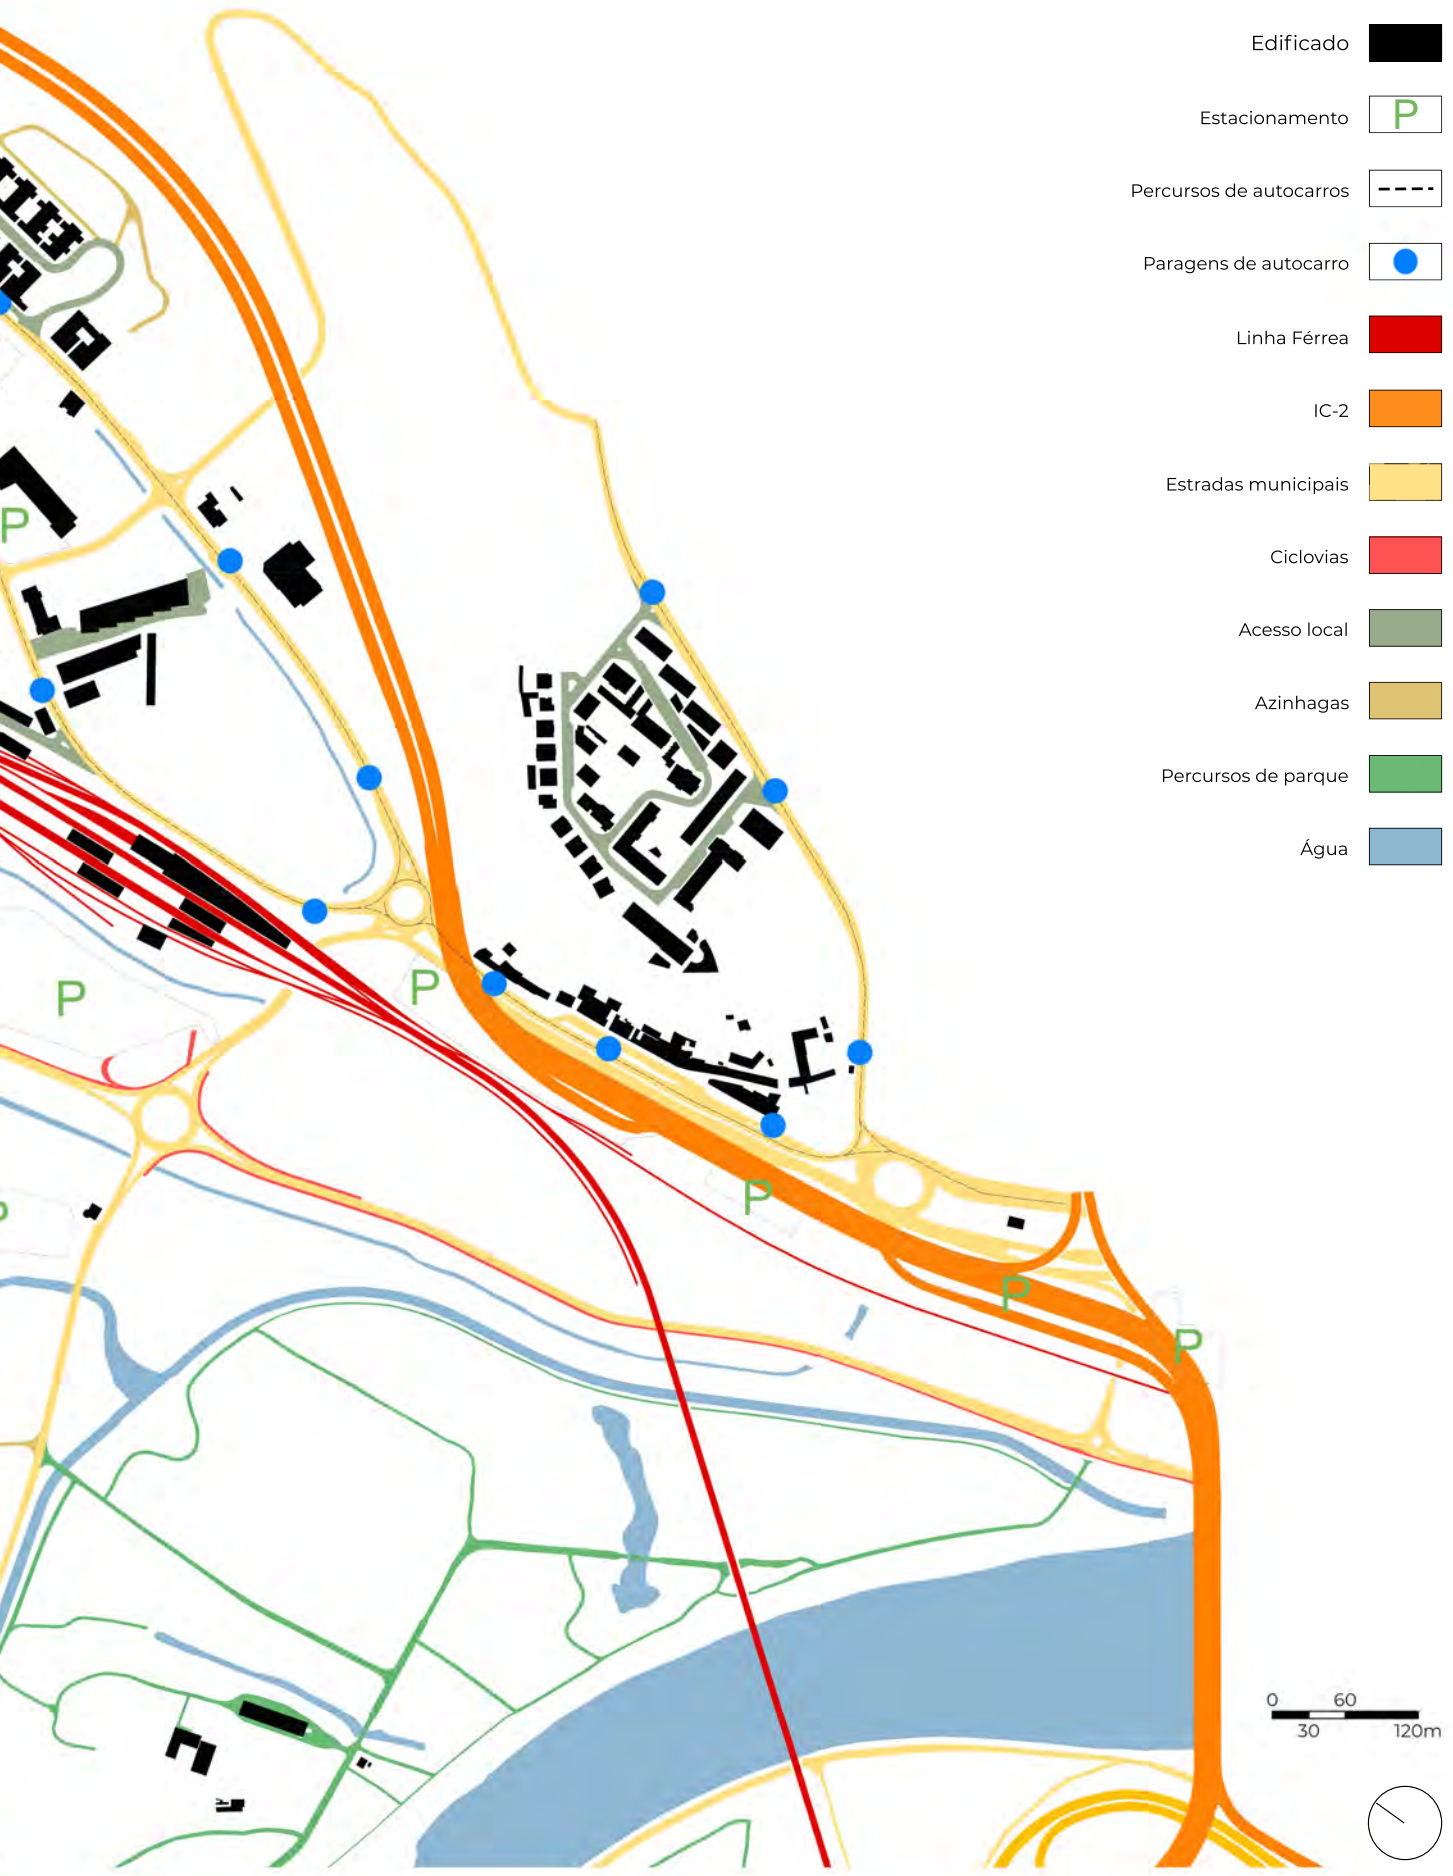 Edificado
Estacionamento P
Percursos de autocarros
Paragens de autocarro
Linha Férrea
IC-2
Estradas municipais
Ciclovias
Acesso local
Azinhagas
Percursos de parque
Água
P
P
P
P
P
P
P
0 60
30 120m